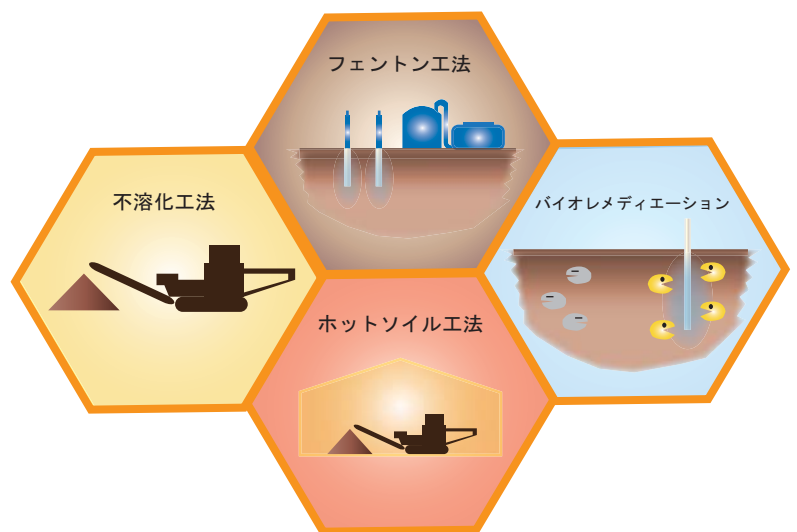 フェントン工法
不溶化工法
バイオレメディエーション
ホットソイル工法